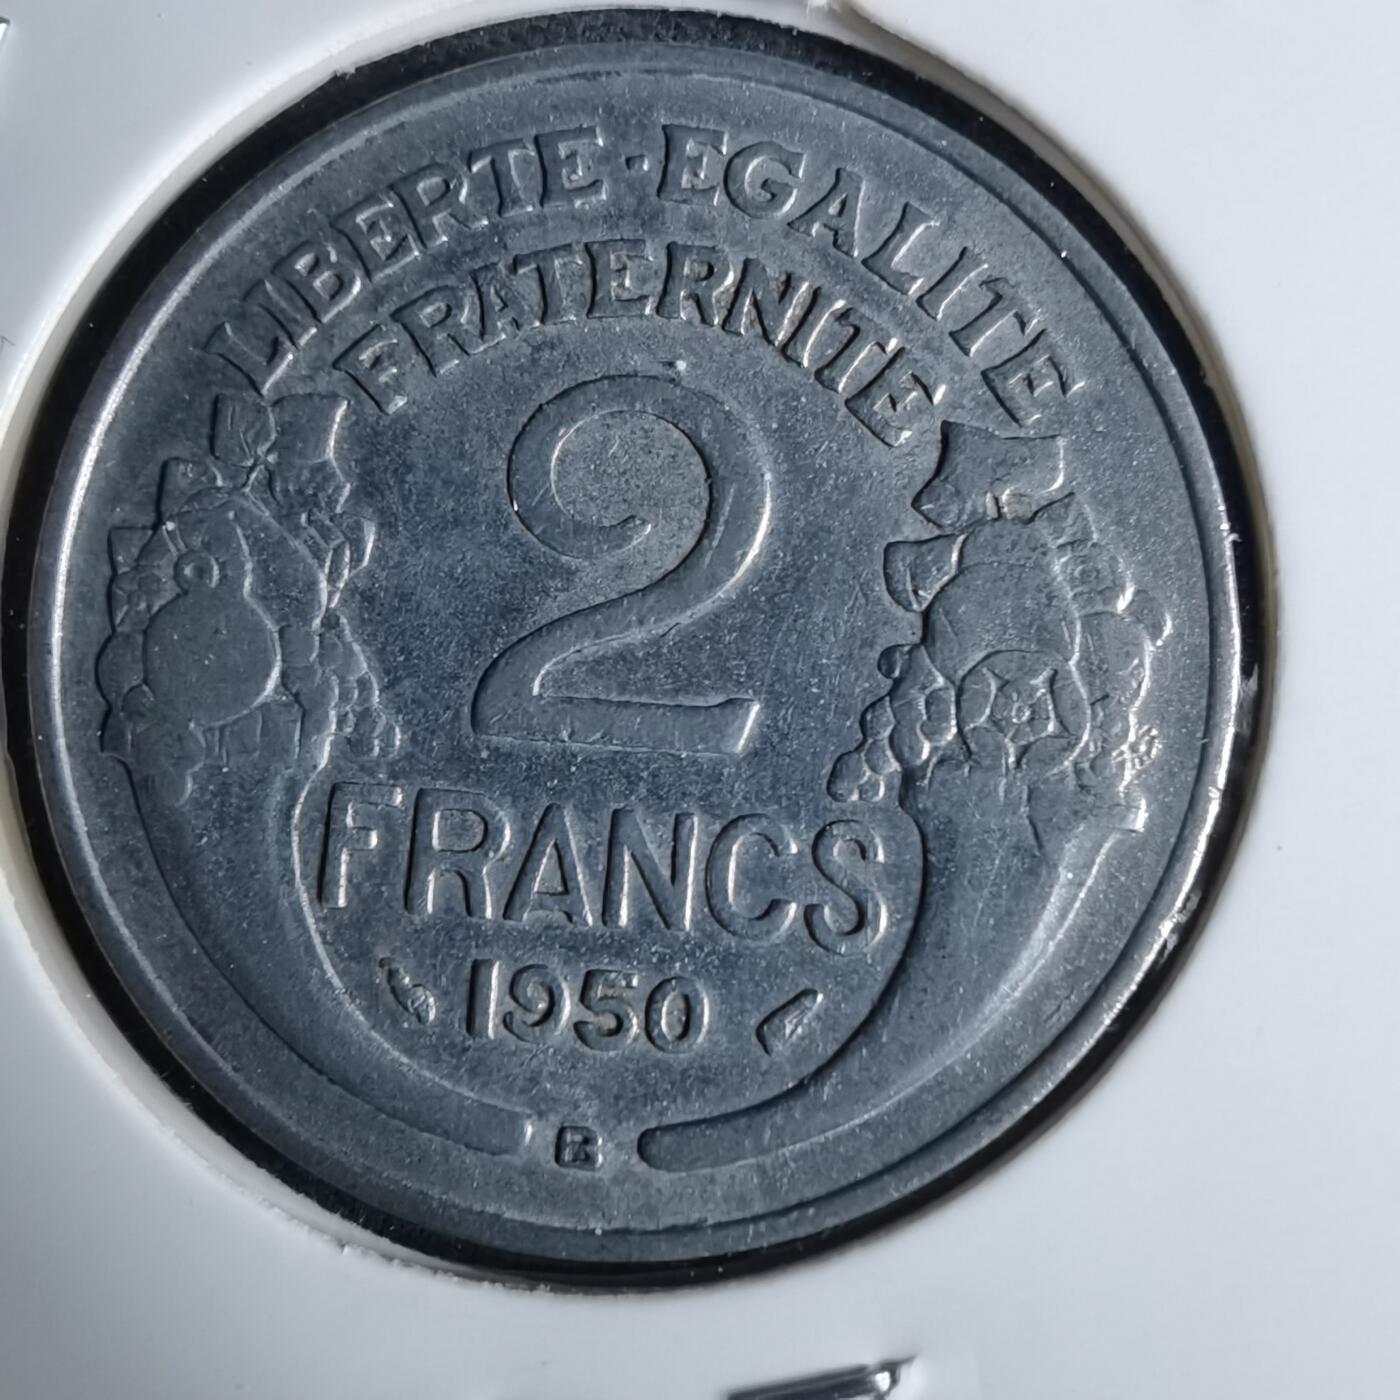 LIBERTE·EGALITE
FRATERNITE
2
FRANCS
1950
B